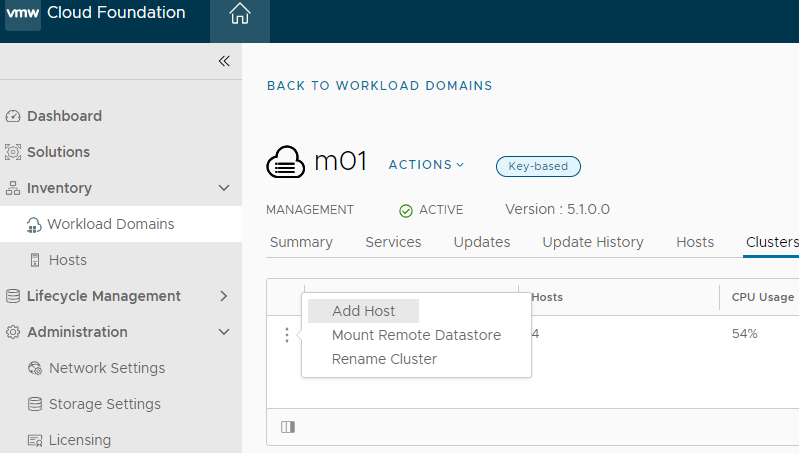 vmw Cloud Foundation
BACK TO WORKLOAD DOMAINS
Dashboard
Solutions
Inventory
Workload Domains
Hosts
Lifecycle Management
Administration
Network Settings
Storage Settings
Licensing
m01 ACTIONS Key-based
MANAGEMENT ACTIVE Version : 5.1.0.0
Summary Services Updates Update History Hosts Clusters
Hosts CPU Usage
Add Host
Mount Remote Datastore
Rename Cluster
4 54%